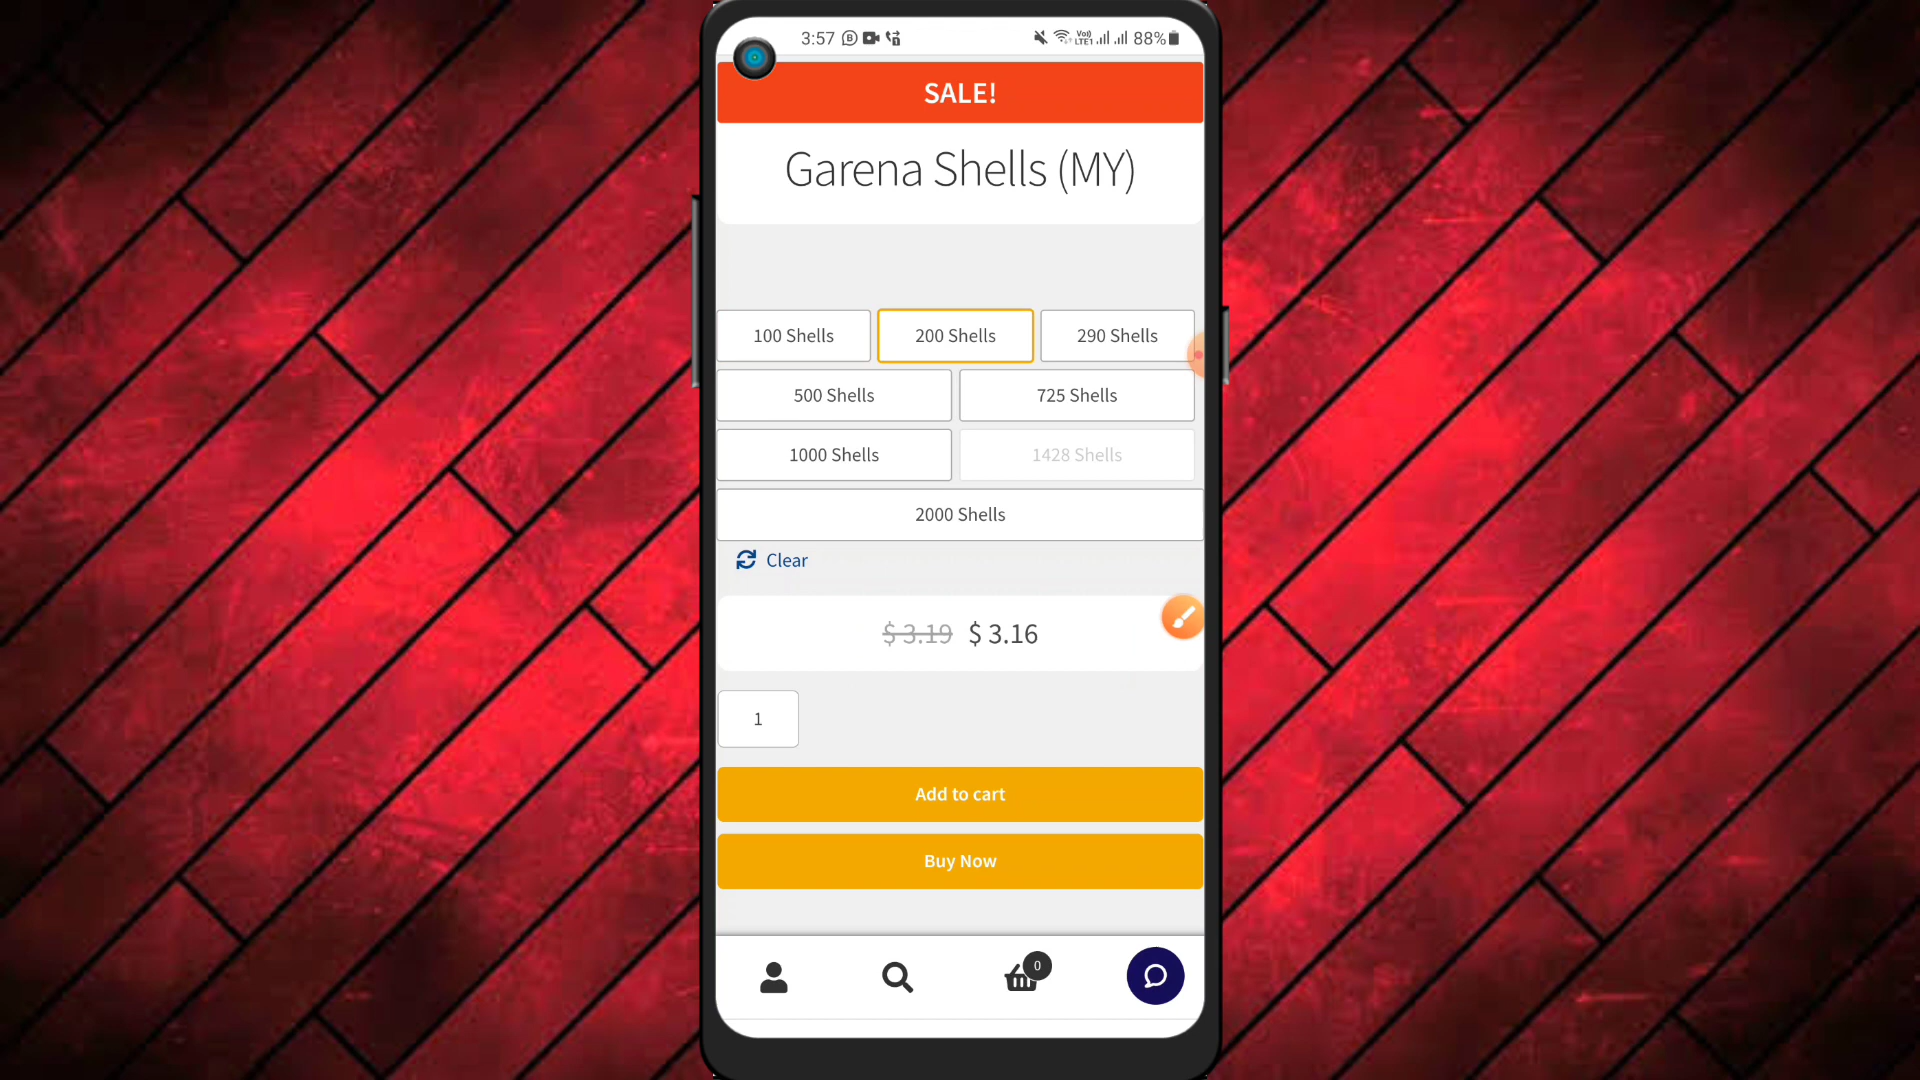 3:57 88%
SALE!
Garena Shells (MY)
100 Shells 200 Shells 290 Shells
500 Shells 725 Shells
1000 Shells 1428 Shells
2000 Shells
Clear
$ 3.19 $ 3.16
1
Add to cart
Buy Now
0